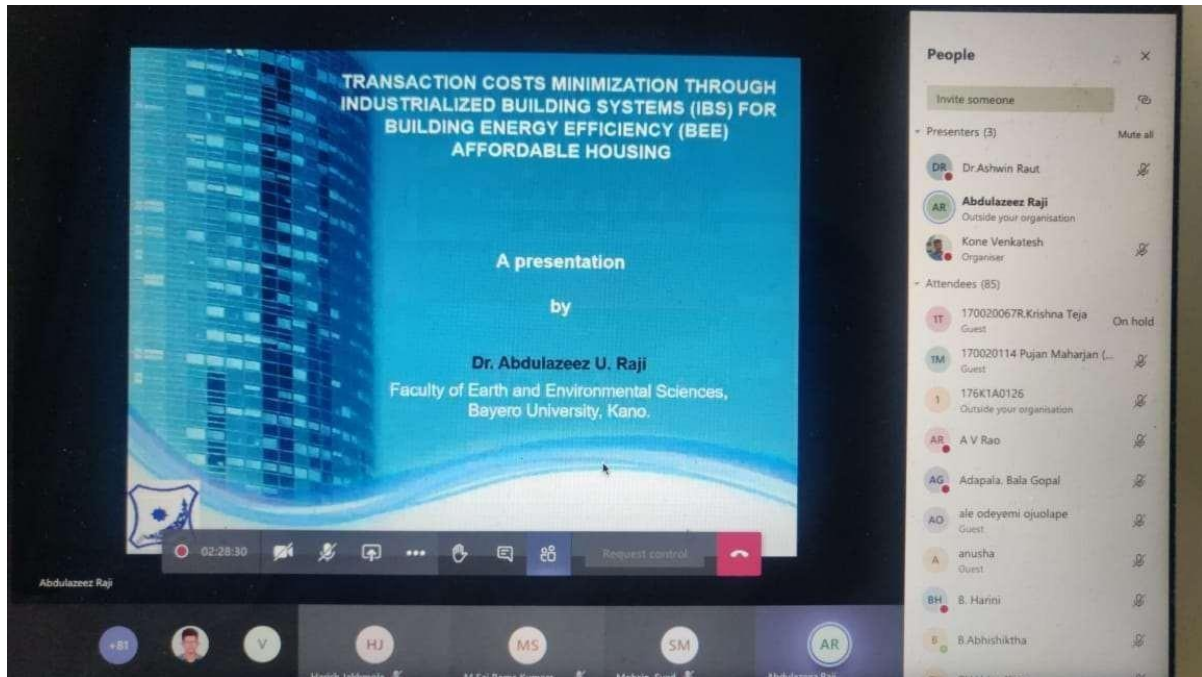 TRANSACTION COSTS MINIMIZATION THROUGH
INDUSTRIALIZED BUILDING SYSTEMS (IBS) FOR
BUILDING ENERGY EFFICIENCY (BEE)
AFFORDABLE HOUSING
A presentation
by
Dr. Abdulazeez U. Raji
Faculty of Earth and Environmental Sciences,
Bayero University, Kano.
02:28:30
Request control
Abdulazeez Raji
+81
V
HJ
MS
SM
AR
Abdulazeez Raji
People
Invite someone
Presenters (3)
Mute all
DR
Dr.Ashwin Raut
AR
Abdulazeez Raji
Outside your organisation
Kone Venkatesh
Organiser
Attendees (85)
1T
170020067R.Krishna Teja
Guest
On hold
1M
170020114 Pujan Maharjan (...
Guest
1
176K1A0126
Outside your organisation
AR
A V Rao
AG
Adapala. Bala Gopal
AO
ale odeyemi ojuolape
Guest
A
anusha
Guest
BH
B. Harini
B
B.Abhishiktha